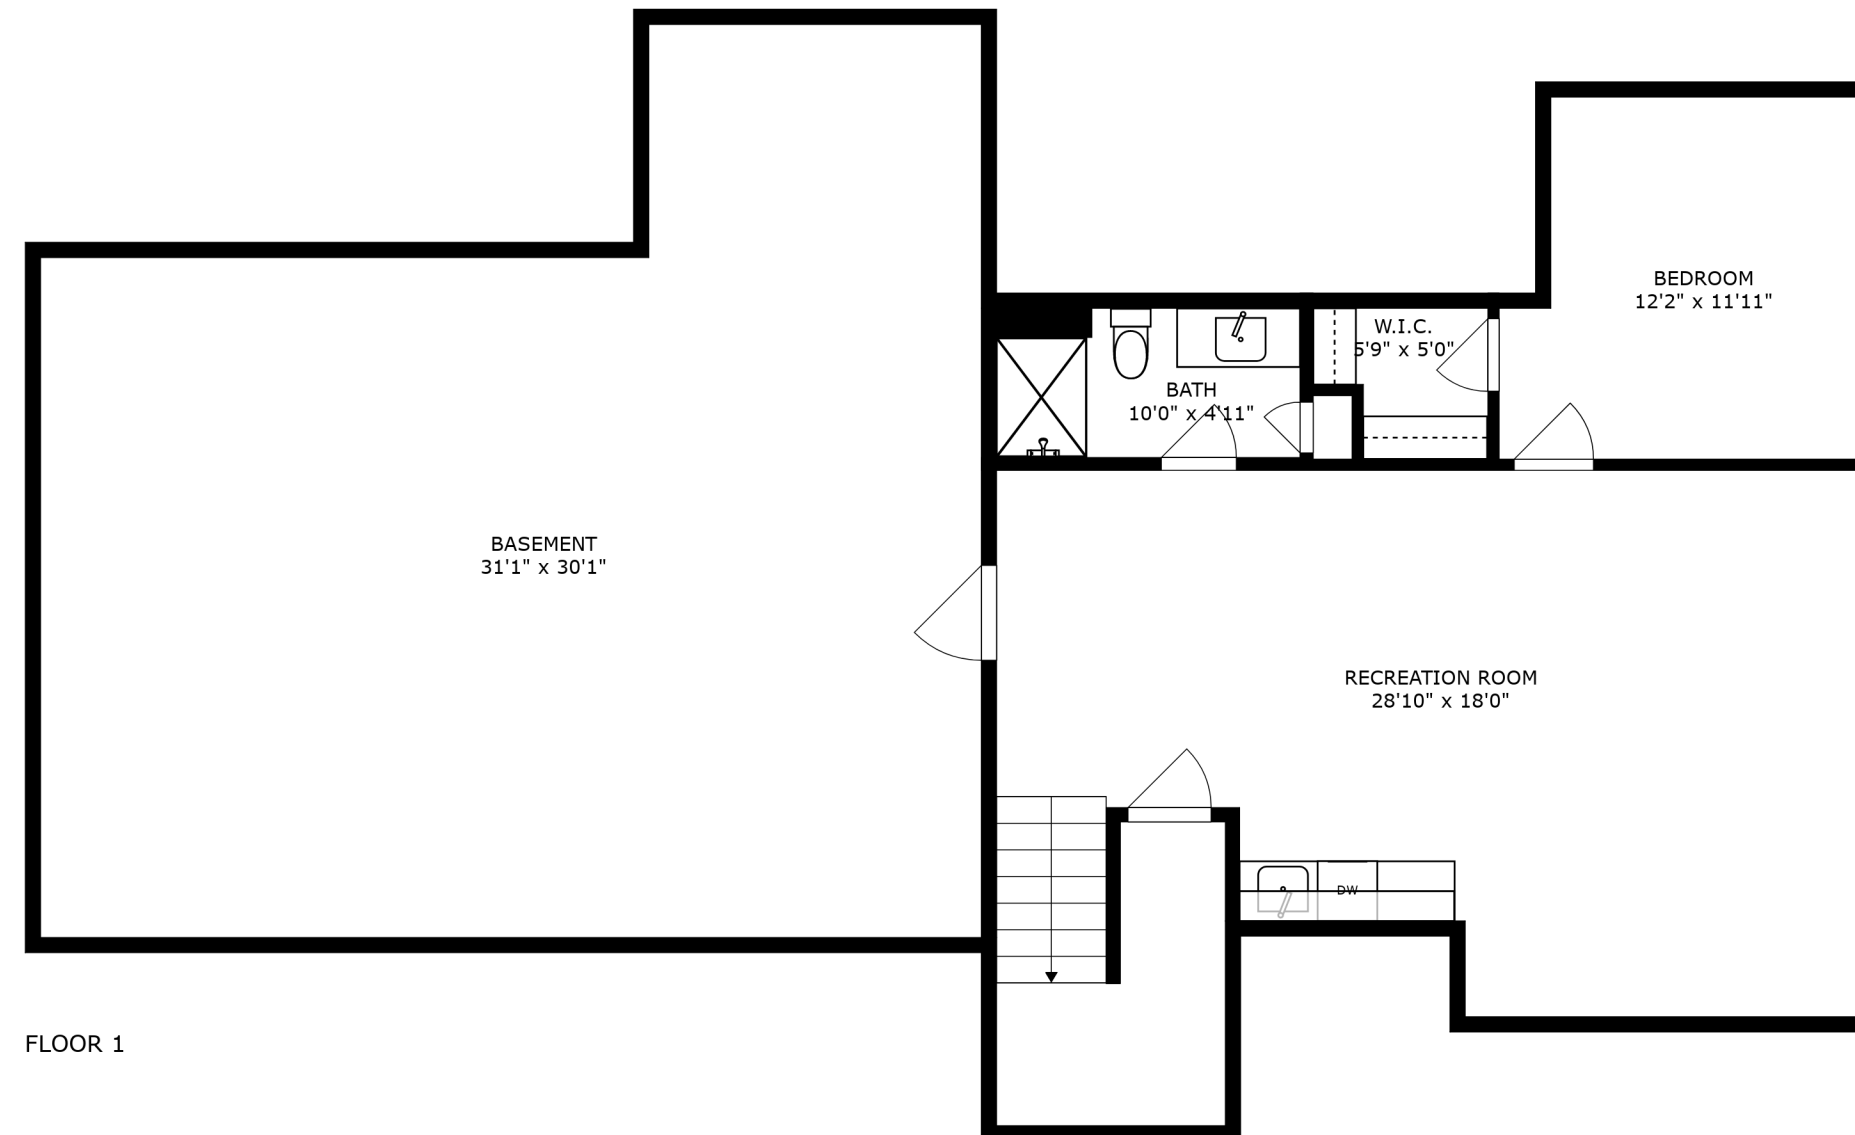 BEDROOM
12'2" x 11'11"
W.I.C.
5'9" x 5'0"
BATH
10'0" x 4'11"
BASEMENT
31'1" x 30'1"
RECREATION ROOM
28'10" x 18'0"
DW
FLOOR 1